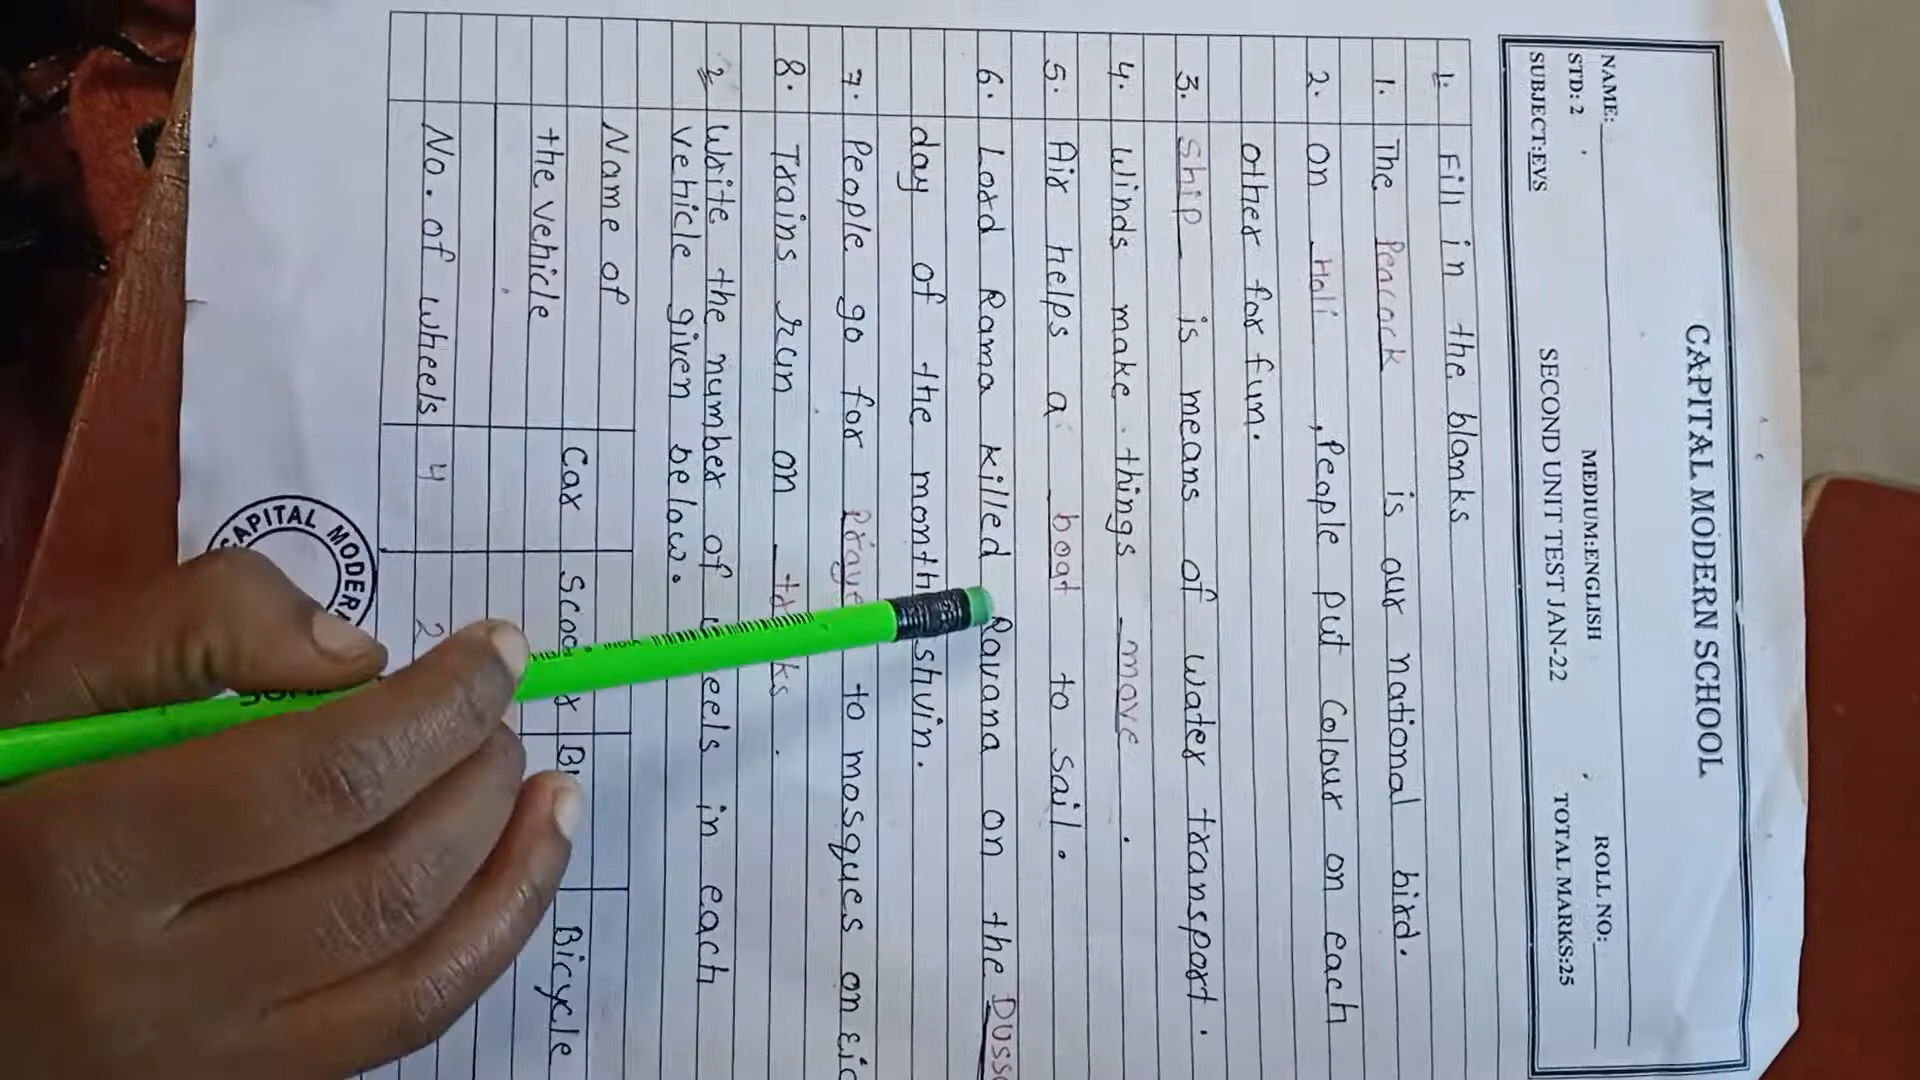 CAPITAL MODERN SCHOOL
NAME: MEDIUM:ENGLISH ROLL NO:
STD: 2 SECOND UNIT TEST JAN-22 TOTAL MARKS:25
SUBJECT:EVS
1. Fill in the blanks
1. The Peacock is our national bird.
2. on Holi , People put Colour on each
other for fun.
3. Ship is means of water transport.
4. Winds make things move .
5. Air helps a boat to sail.
6. Lord Rama killed Ravana on the
day of the month
7. People go for to mosques on
8. Trains run on .
2 Write the number of in each
vehicle given below.
Name of
the vehicle Car Bicycle
No. of wheels 4 2
CAPITAL